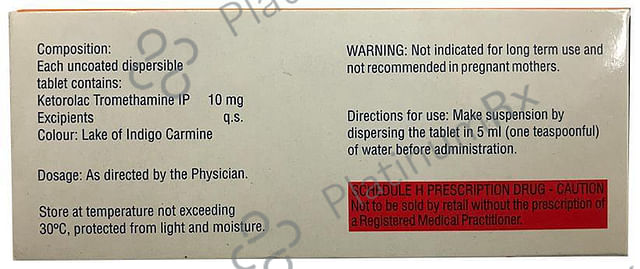 Composition:
Each uncoated dispersible
tablet contains:
Ketorolac Tromethamine IP 10 mg
Excipients q.s.
Colour: Lake of Indigo Carmine
Dosage: As directed by the Physician.
Store at temperature not exceeding
30ºC, protected from light and moisture.
WARNING: Not indicated for long term use and
not recommended in pregnant mothers.
Directions for use: Make suspension by
dispersing the tablet in 5 ml (one teaspoonful)
of water before administration.
SCHEDULE H PRESCRIPTION DRUG - CAUTION
Not to be sold by retail without the prescription of
a Registered Medical Practitioner.
PlatinumRx